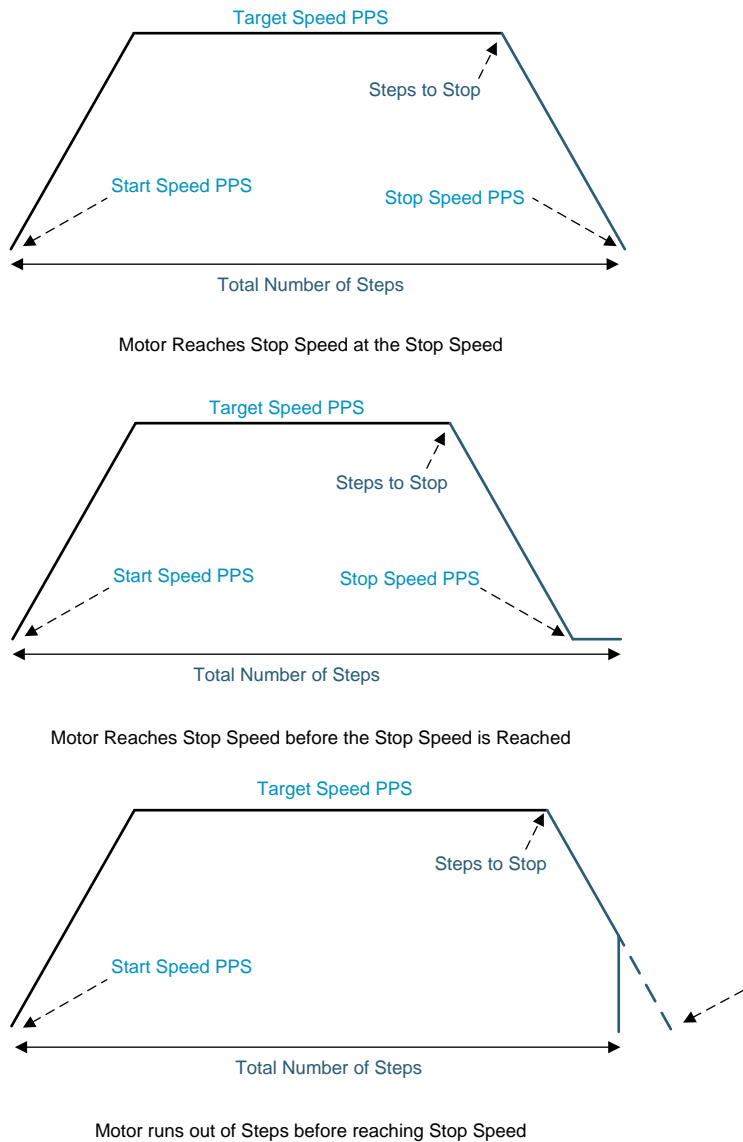 Target Speed PPS
Steps to Stop
Start Speed PPS
Stop Speed PPS
Total Number of Steps
Motor Reaches Stop Speed at the Stop Speed
Target Speed PPS
Steps to Stop
Start Speed PPS
Stop Speed PPS
Total Number of Steps
Motor Reaches Stop Speed before the Stop Speed is Reached
Target Speed PPS
Steps to Stop
Start Speed PPS
Total Number of Steps
Motor runs out of Steps before reaching Stop Speed